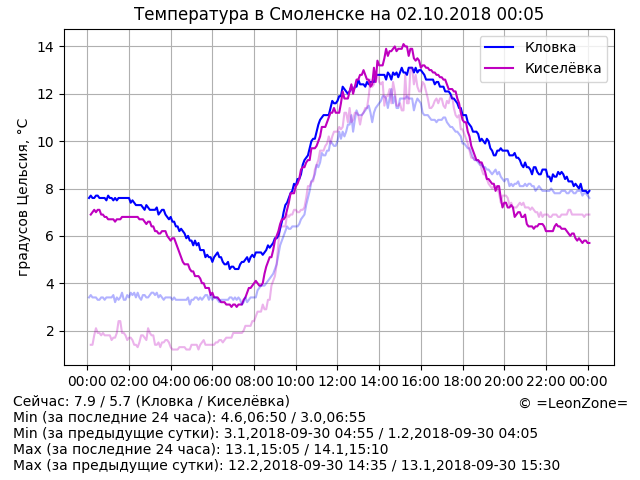 Температура в Смоленске на 02.10.2018 00:05
градусов Цельсия, °C
14
12
10
8
6
4
2
Кловка
Киселёвка
00:00 02:00 04:00 06:00 08:00 10:00 12:00 14:00 16:00 18:00 20:00 22:00 00:00
Сейчас: 7.9 / 5.7 (Кловка / Киселёвка)
© =LeonZone=
Min (за последние 24 часа): 4.6,06:50 / 3.0,06:55
Min (за предыдущие сутки): 3.1,2018-09-30 04:55 / 1.2,2018-09-30 04:05
Max (за последние 24 часа): 13.1,15:05 / 14.1,15:10
Max (за предыдущие сутки): 12.2,2018-09-30 14:35 / 13.1,2018-09-30 15:30